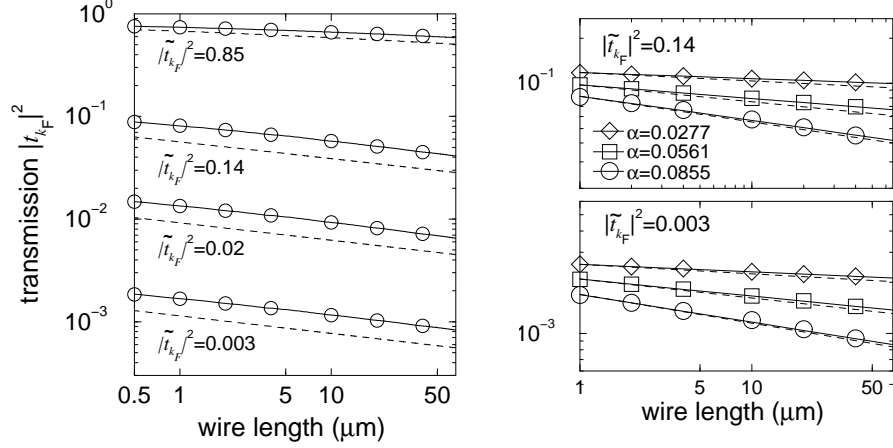 10⁰
10⁻¹
10⁻²
10⁻³
transmission |t_{k_F}|²
|t̃_{k_F}|²=0.85
|t̃_{k_F}|²=0.14
|t̃_{k_F}|²=0.02
|t̃_{k_F}|²=0.003
0.5 1 5 10 50
wire length (μm)
|t̃_{k_F}|²=0.14
10⁻¹
α=0.0277
α=0.0561
α=0.0855
|t̃_{k_F}|²=0.003
10⁻³
1 5 10 50
wire length (μm)